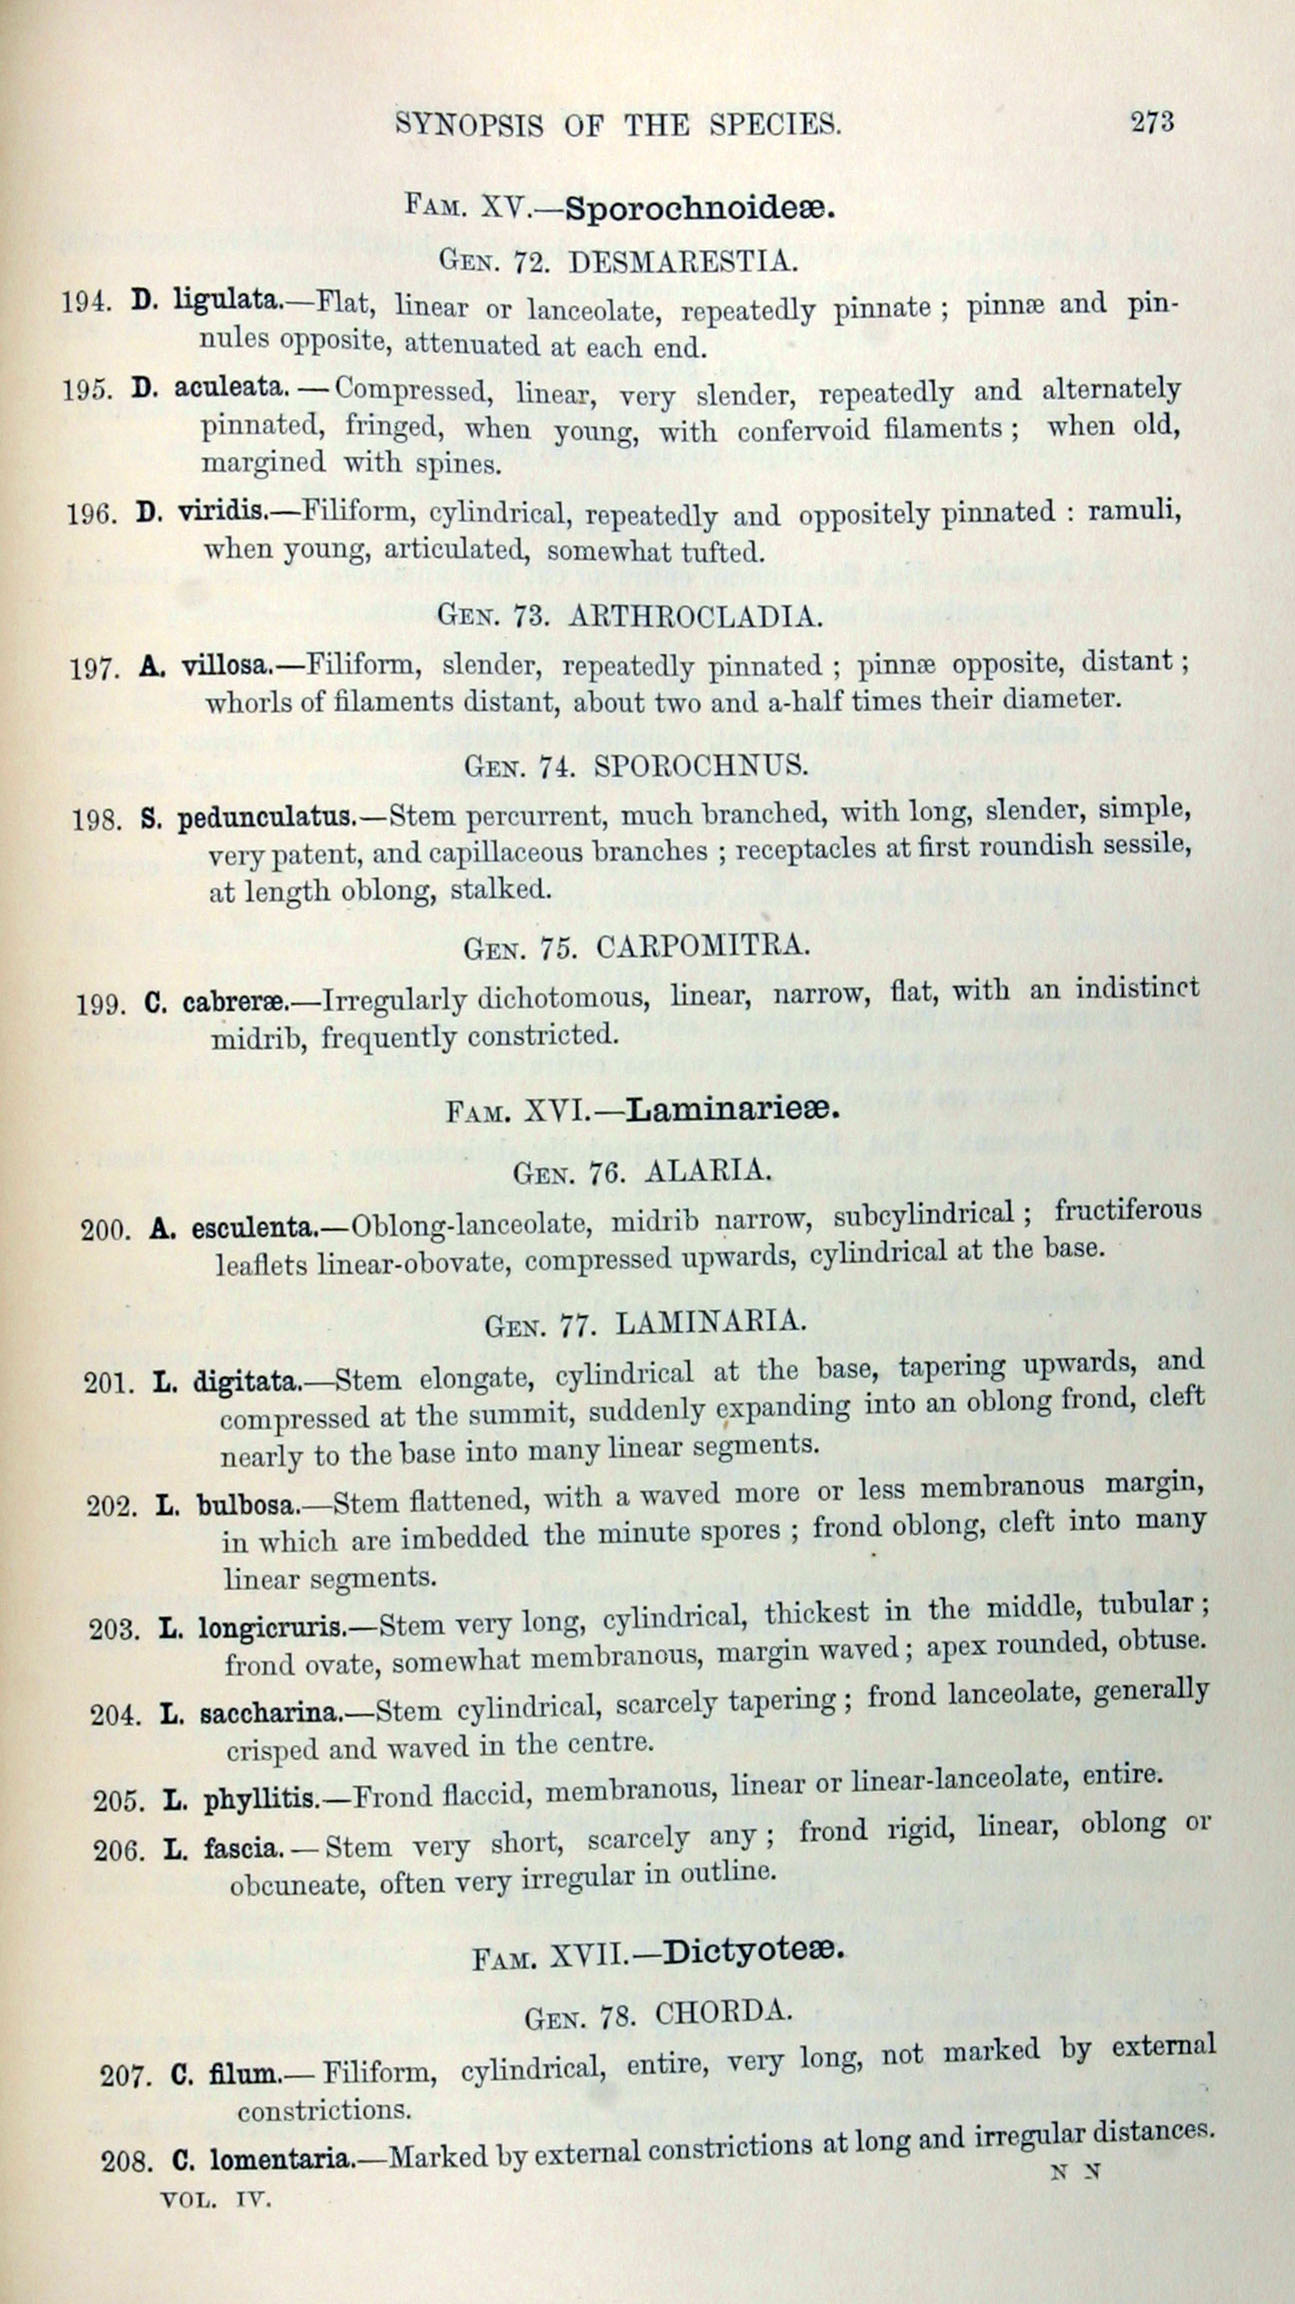 SYNOPSIS OF THE SPECIES. 273
FAM. XV.—Sporochnoideæ.
GEN. 72. DESMARESTIA.
194. D. ligulata.—Flat, linear or lanceolate, repeatedly pinnate ; pinnæ and pin-
nules opposite, attenuated at each end.
195. D. aculeata. — Compressed, linear, very slender, repeatedly and alternately
pinnated, fringed, when young, with confervoid filaments ; when old,
margined with spines.
196. D. viridis.—Filiform, cylindrical, repeatedly and oppositely pinnated : ramuli,
when young, articulated, somewhat tufted.
GEN. 73. ARTHROCLADIA.
197. A. villosa.—Filiform, slender, repeatedly pinnated ; pinnæ opposite, distant ;
whorls of filaments distant, about two and a-half times their diameter.
GEN. 74. SPOROCHNUS.
198. S. pedunculatus.—Stem percurrent, much branched, with long, slender, simple,
very patent, and capillaceous branches ; receptacles at first roundish sessile,
at length oblong, stalked.
GEN. 75. CARPOMITRA.
199. C. cabreræ.—Irregularly dichotomous, linear, narrow, flat, with an indistinct
midrib, frequently constricted.
FAM. XVI.—Laminarieæ.
GEN. 76. ALARIA.
200. A. esculenta.—Oblong-lanceolate, midrib narrow, subcylindrical ; fructiferous
leaflets linear-obovate, compressed upwards, cylindrical at the base.
GEN. 77. LAMINARIA.
201. L. digitata.—Stem elongate, cylindrical at the base, tapering upwards, and
compressed at the summit, suddenly expanding into an oblong frond, cleft
nearly to the base into many linear segments.
202. L. bulbosa.—Stem flattened, with a waved more or less membranous margin,
in which are imbedded the minute spores ; frond oblong, cleft into many
linear segments.
203. L. longicruris.—Stem very long, cylindrical, thickest in the middle, tubular ;
frond ovate, somewhat membranous, margin waved ; apex rounded, obtuse.
204. L. saccharina.—Stem cylindrical, scarcely tapering ; frond lanceolate, generally
crisped and waved in the centre.
205. L. phyllitis.—Frond flaccid, membranous, linear or linear-lanceolate, entire.
206. L. fascia. — Stem very short, scarcely any ; frond rigid, linear, oblong or
obcuneate, often very irregular in outline.
FAM. XVII.—Dictyoteæ.
GEN. 78. CHORDA.
207. C. filum.— Filiform, cylindrical, entire, very long, not marked by external
constrictions.
208. C. lomentaria.—Marked by external constrictions at long and irregular distances.
VOL. IV. N N